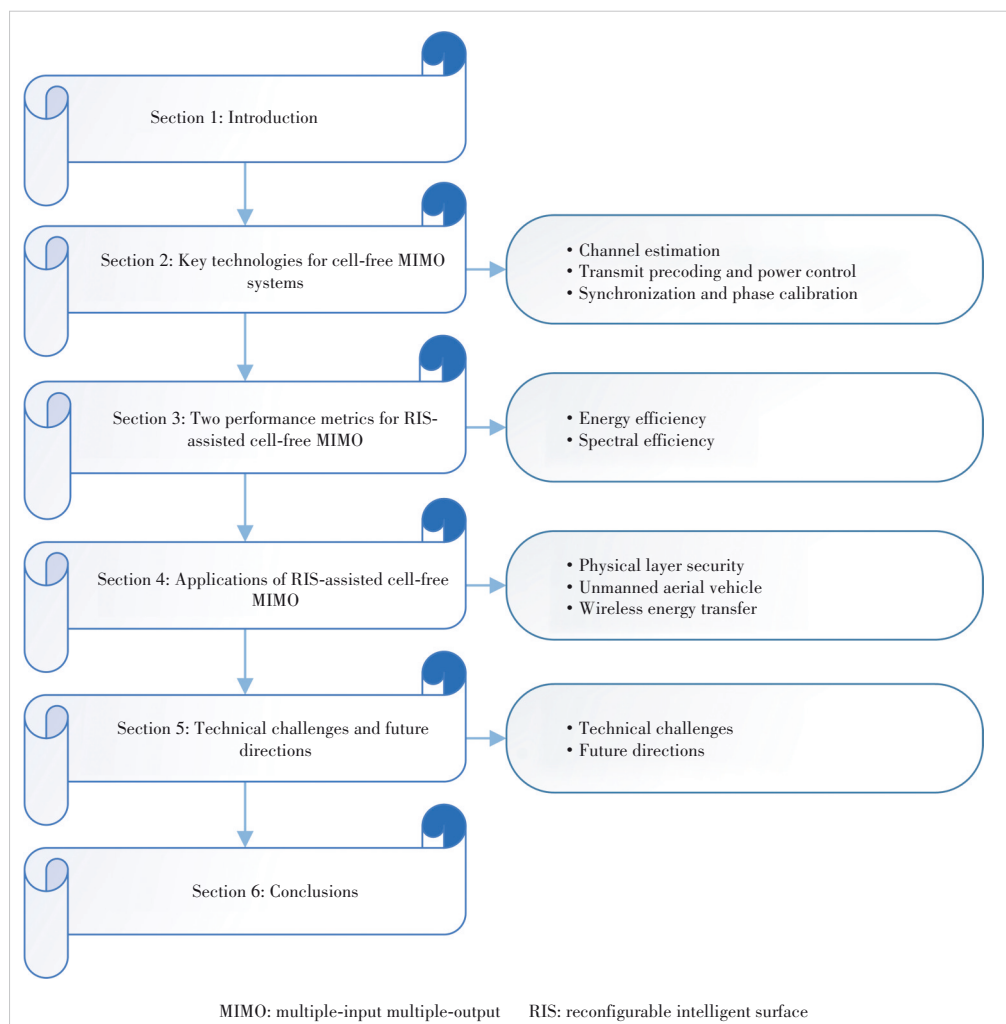 Section 1: Introduction
Section 2: Key technologies for cell-free MIMO
systems
• Channel estimation
• Transmit precoding and power control
• Synchronization and phase calibration
Section 3: Two performance metrics for RIS-
assisted cell-free MIMO
• Energy efficiency
• Spectral efficiency
Section 4: Applications of RIS-assisted cell-free
MIMO
• Physical layer security
• Unmanned aerial vehicle
• Wireless energy transfer
Section 5: Technical challenges and future
directions
• Technical challenges
• Future directions
Section 6: Conclusions
MIMO: multiple-input multiple-output RIS: reconfigurable intelligent surface